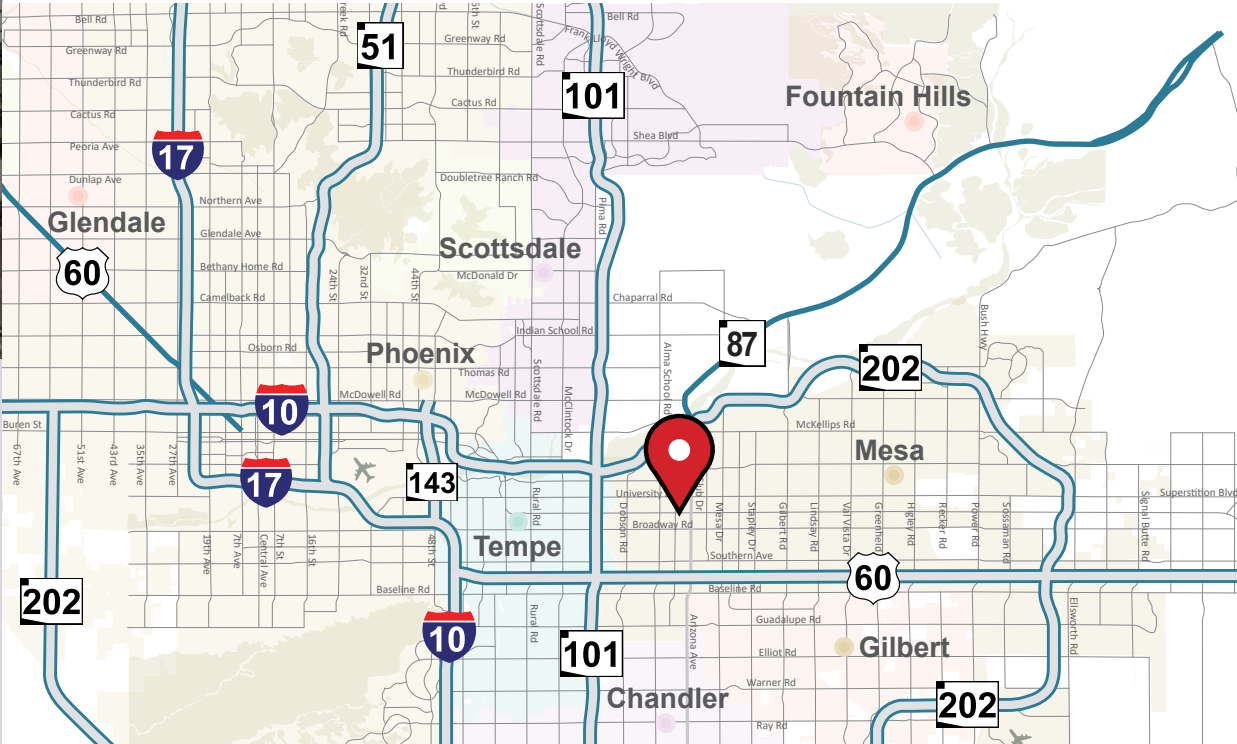 Bell Rd
51
Scottsdale Rd
Bell Rd
Greenway Rd
Greenway Rd
Frank Lloyd Wright Blvd
Thunderbird Rd
Thunderbird Rd
101
Fountain Hills
Cactus Rd
Cactus Rd
Shea Blvd
Peoria Ave
17
Dunlap Ave
Doubletree Ranch Rd
Northern Ave
Pima Rd
Glendale
Glendale Ave
Scottsdale
60
Bethany Home Rd
24th St
32nd St
44th St
McDonald Dr
Camelback Rd
Chaparral Rd
Bush Hwy
Indian School Rd
87
Osborn Rd
Phoenix
Alma School Rd
202
Thomas Rd
Scottsdale Rd
McClintock Dr
10
McDowell Rd
McDowell Rd
Buren St
McKellips Rd
Mesa
67th Ave
51st Ave
43rd Ave
35th Ave
27th Ave
17
143
Rural Rd
University
Dobson Rd
Broadway Rd
Mesa Dr
Stapley Dr
Gilbert Rd
Lindsay Rd
Val Vista Dr
Greenfield
Higley Rd
Recker Rd
Power Rd
Sossaman Rd
Signal Butte Rd
Superstition Blvd
19th Ave
7th Ave
Central Ave
7th St
16th St
48th St
Tempe
Southern Ave
60
Baseline Rd
Baseline Rd
202
10
Rural Rd
101
Arizona Ave
Guadalupe Rd
Ellsworth Rd
Elliot Rd
Gilbert
Warner Rd
Chandler
202
Ray Rd